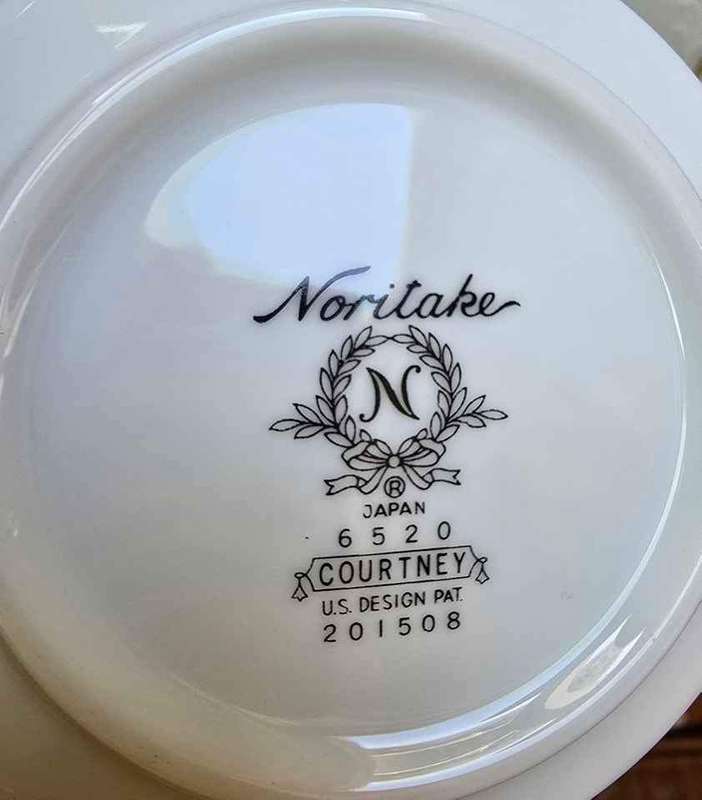 Noritake
N
®
JAPAN
6520
COURTNEY
U.S. DESIGN PAT.
201508